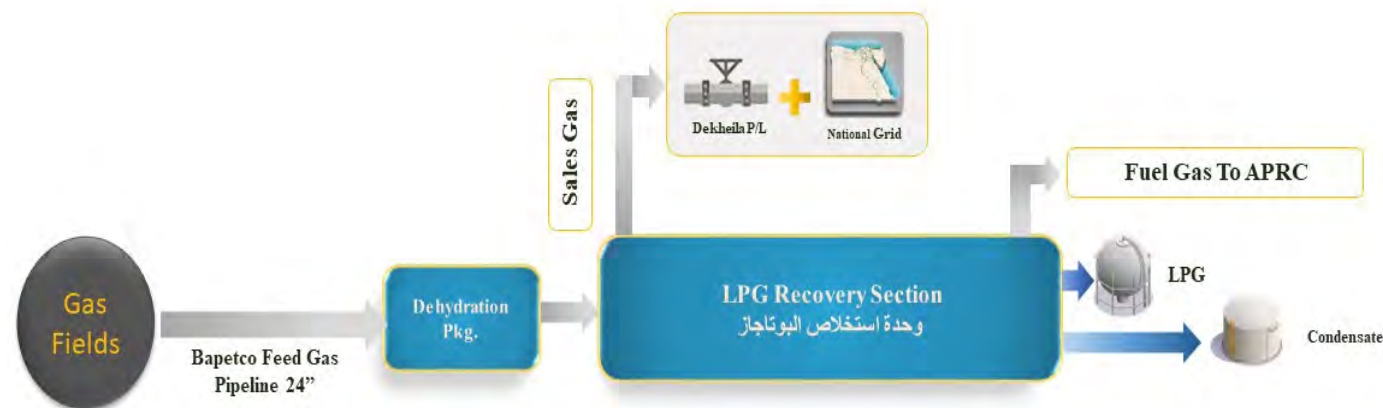 Gas
Fields
Bapetco Feed Gas
Pipeline 24”
Dehydration
Pkg.
Sales Gas
Dekheila P/L
National Grid
LPG Recovery Section
وحدة استخلاص البوتاجاز
Fuel Gas To APRC
LPG
Condensate